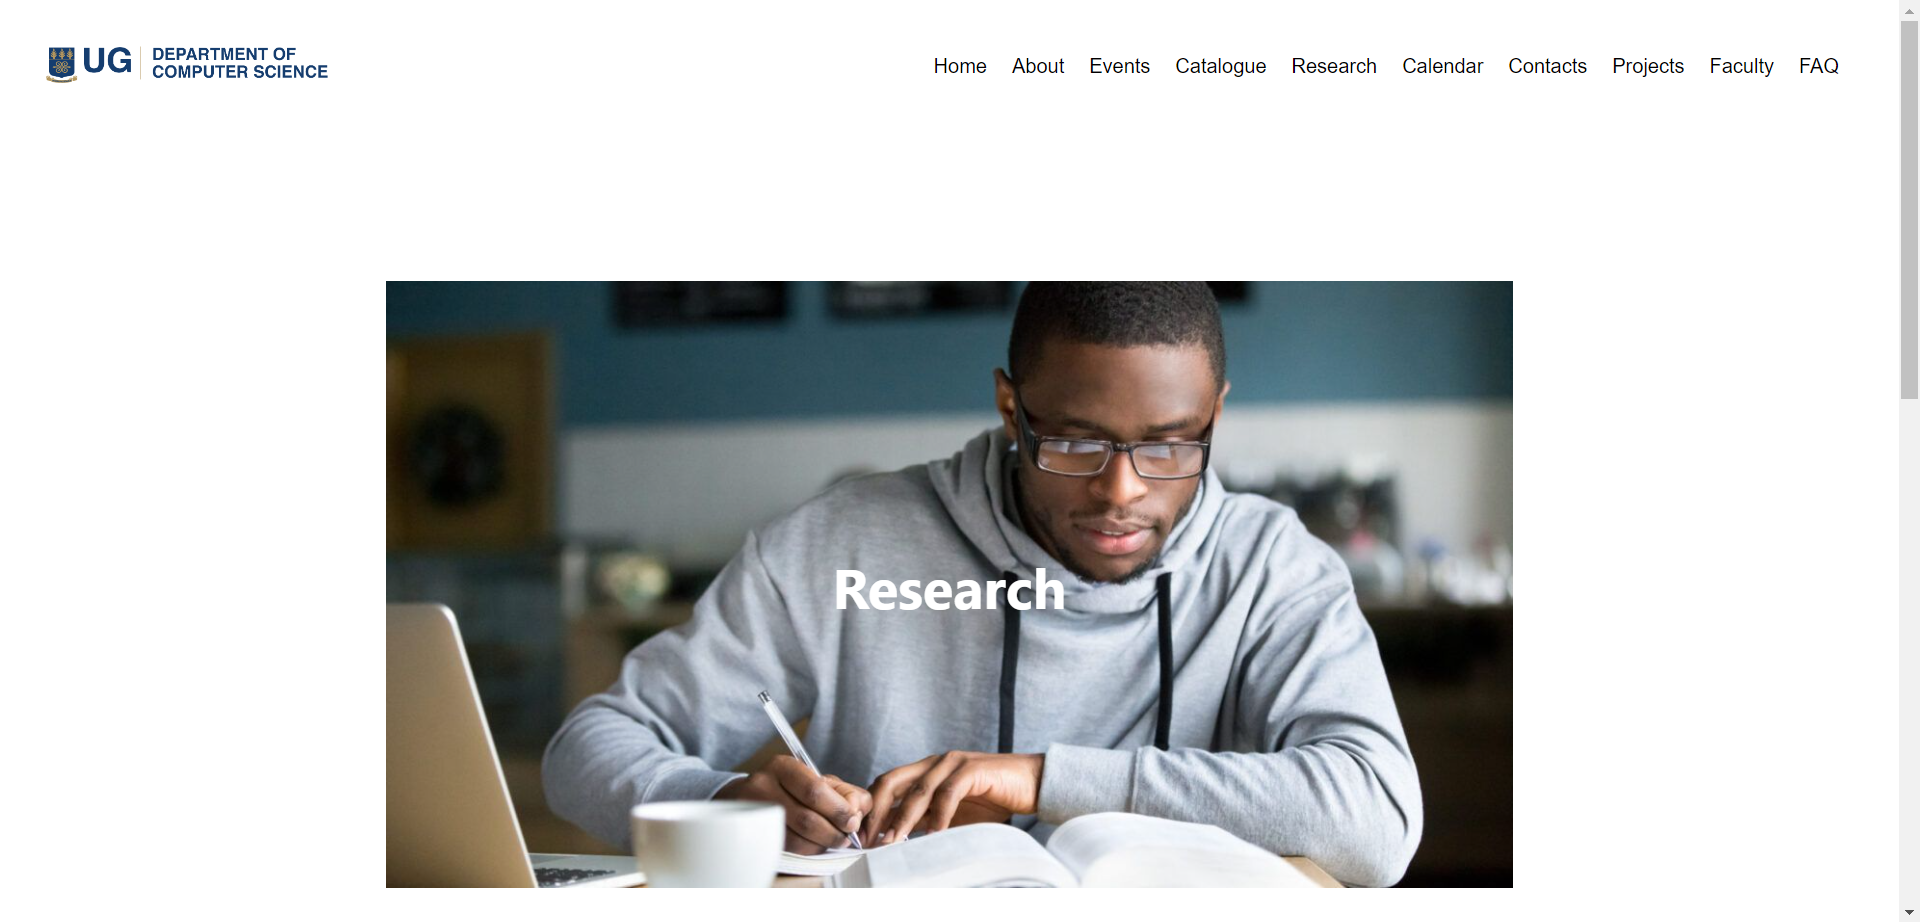 UG
DEPARTMENT OF
COMPUTER SCIENCE
Home About Events Catalogue Research Calendar Contacts Projects Faculty FAQ
Research